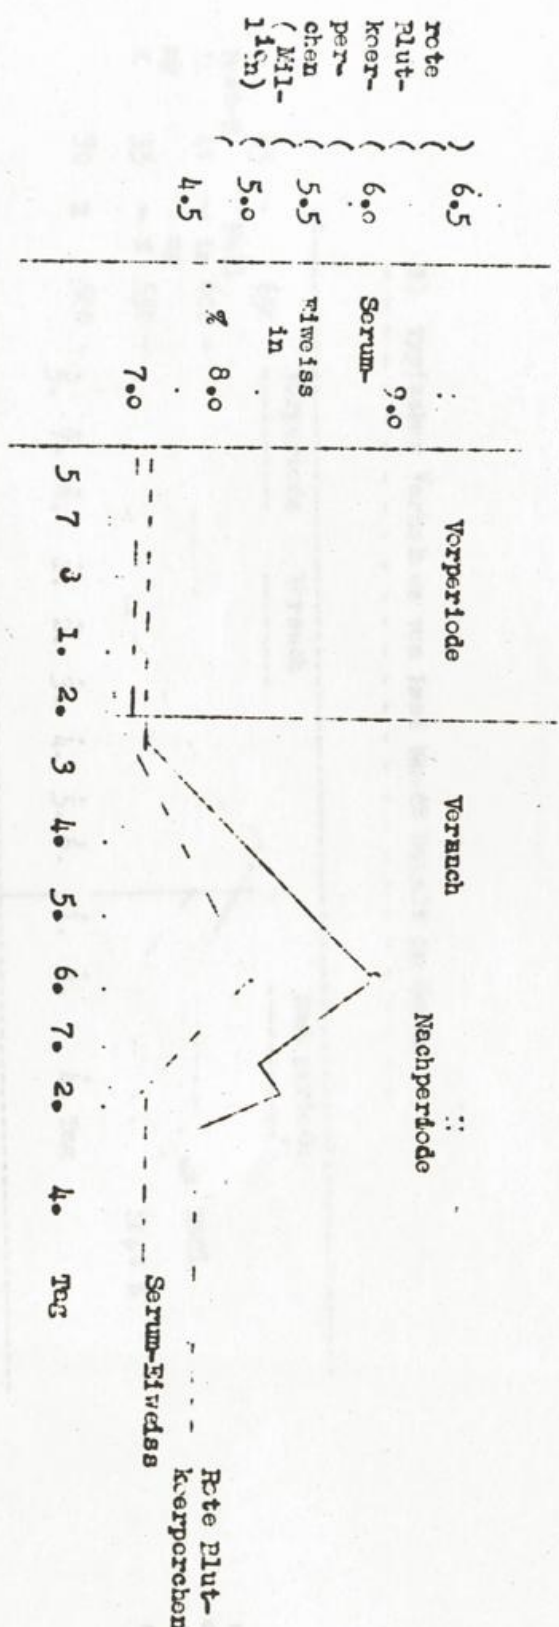 Vorperiode Versuch Nachperiode
rote ) 6.5
Blut- (
koer- ( 6.0 Serum- 9.0
per- (
chen ( 5.5 Eiweiss
(Mil- ( in
lion) ( 5.0 % 8.0
4.5 7.0
Rote Blut-
koerperchen
Serum-Eiweiss
5 7 3 1. 2. 3 4. 5. 6. 7. 2. 4. Tag